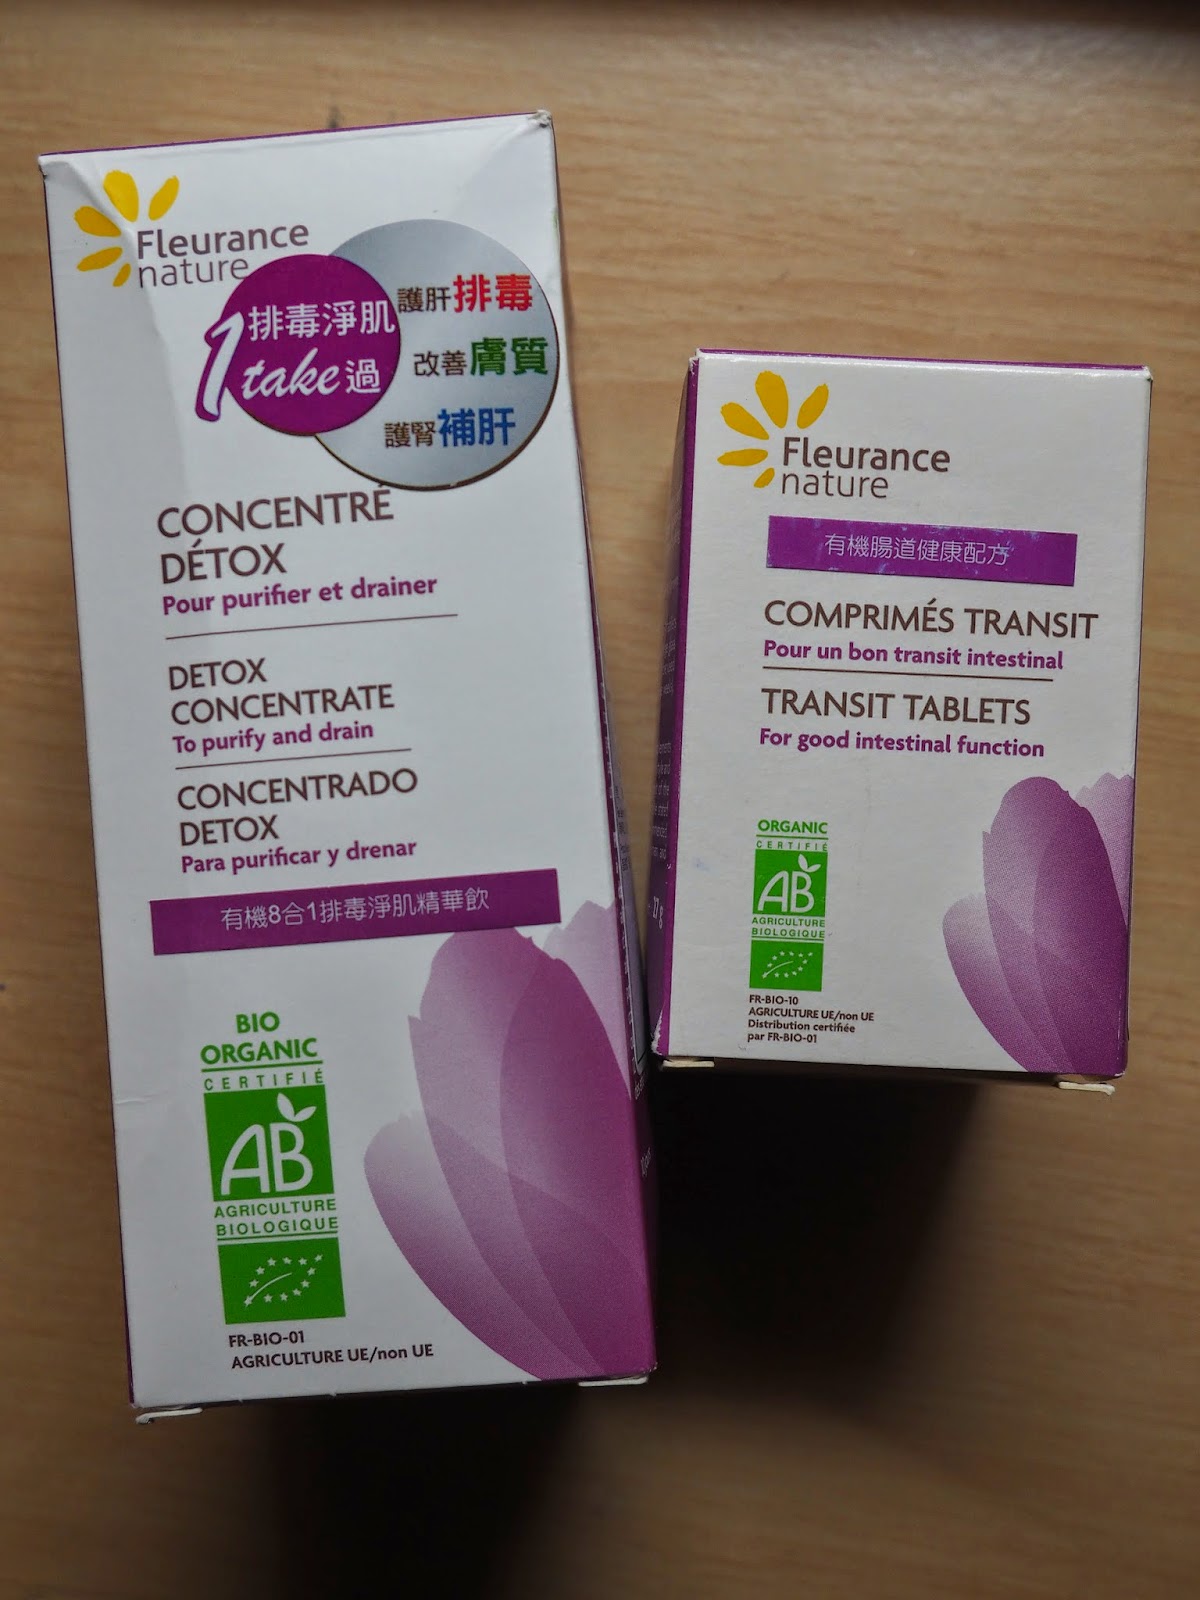 Fleurance
nature
排毒淨肌
1 take過
護肝排毒
改善膚質
護腎補肝
CONCENTRÉ
DÉTOX
Pour purifier et drainer
DETOX
CONCENTRATE
To purify and drain
CONCENTRADO
DETOX
Para purificar y drenar
有機8合1排毒淨肌精華飲
BIO
ORGANIC
CERTIFIÉ
AB
AGRICULTURE
BIOLOGIQUE
FR-BIO-01
AGRICULTURE UE/non UE
Fleurance
nature
有機腸道健康配方
COMPRIMÉS TRANSIT
Pour un bon transit intestinal
TRANSIT TABLETS
For good intestinal function
ORGANIC
CERTIFIÉ
AB
AGRICULTURE
BIOLOGIQUE
FR-BIO-10
AGRICULTURE UE/non UE
Distribution certifiée
par FR-BIO-01
27 g